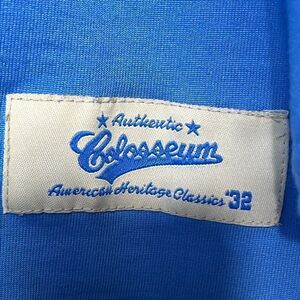 Authentic
Colosseum
American Heritage Classics '32